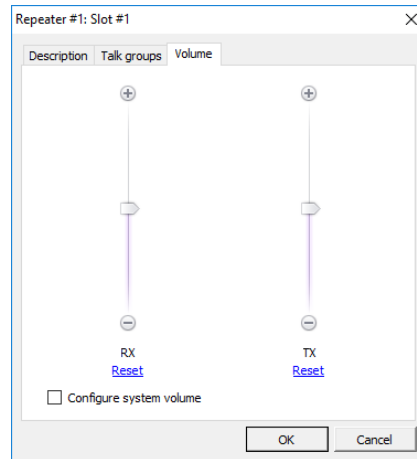 Repeater #1: Slot #1
Description Talk groups Volume
RX TX
Reset Reset
Configure system volume
OK Cancel